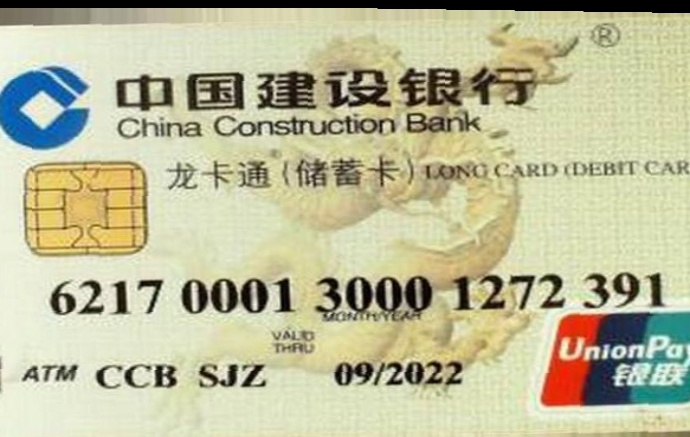 ®
中国建设银行
China Construction Bank
龙卡通(储蓄卡) LONG CARD (DEBIT CAR
6217 0001 3000 1272 391
MONTH/YEAR
VALID
THRU
ATM CCB SJZ 09/2022
UnionPay
银联